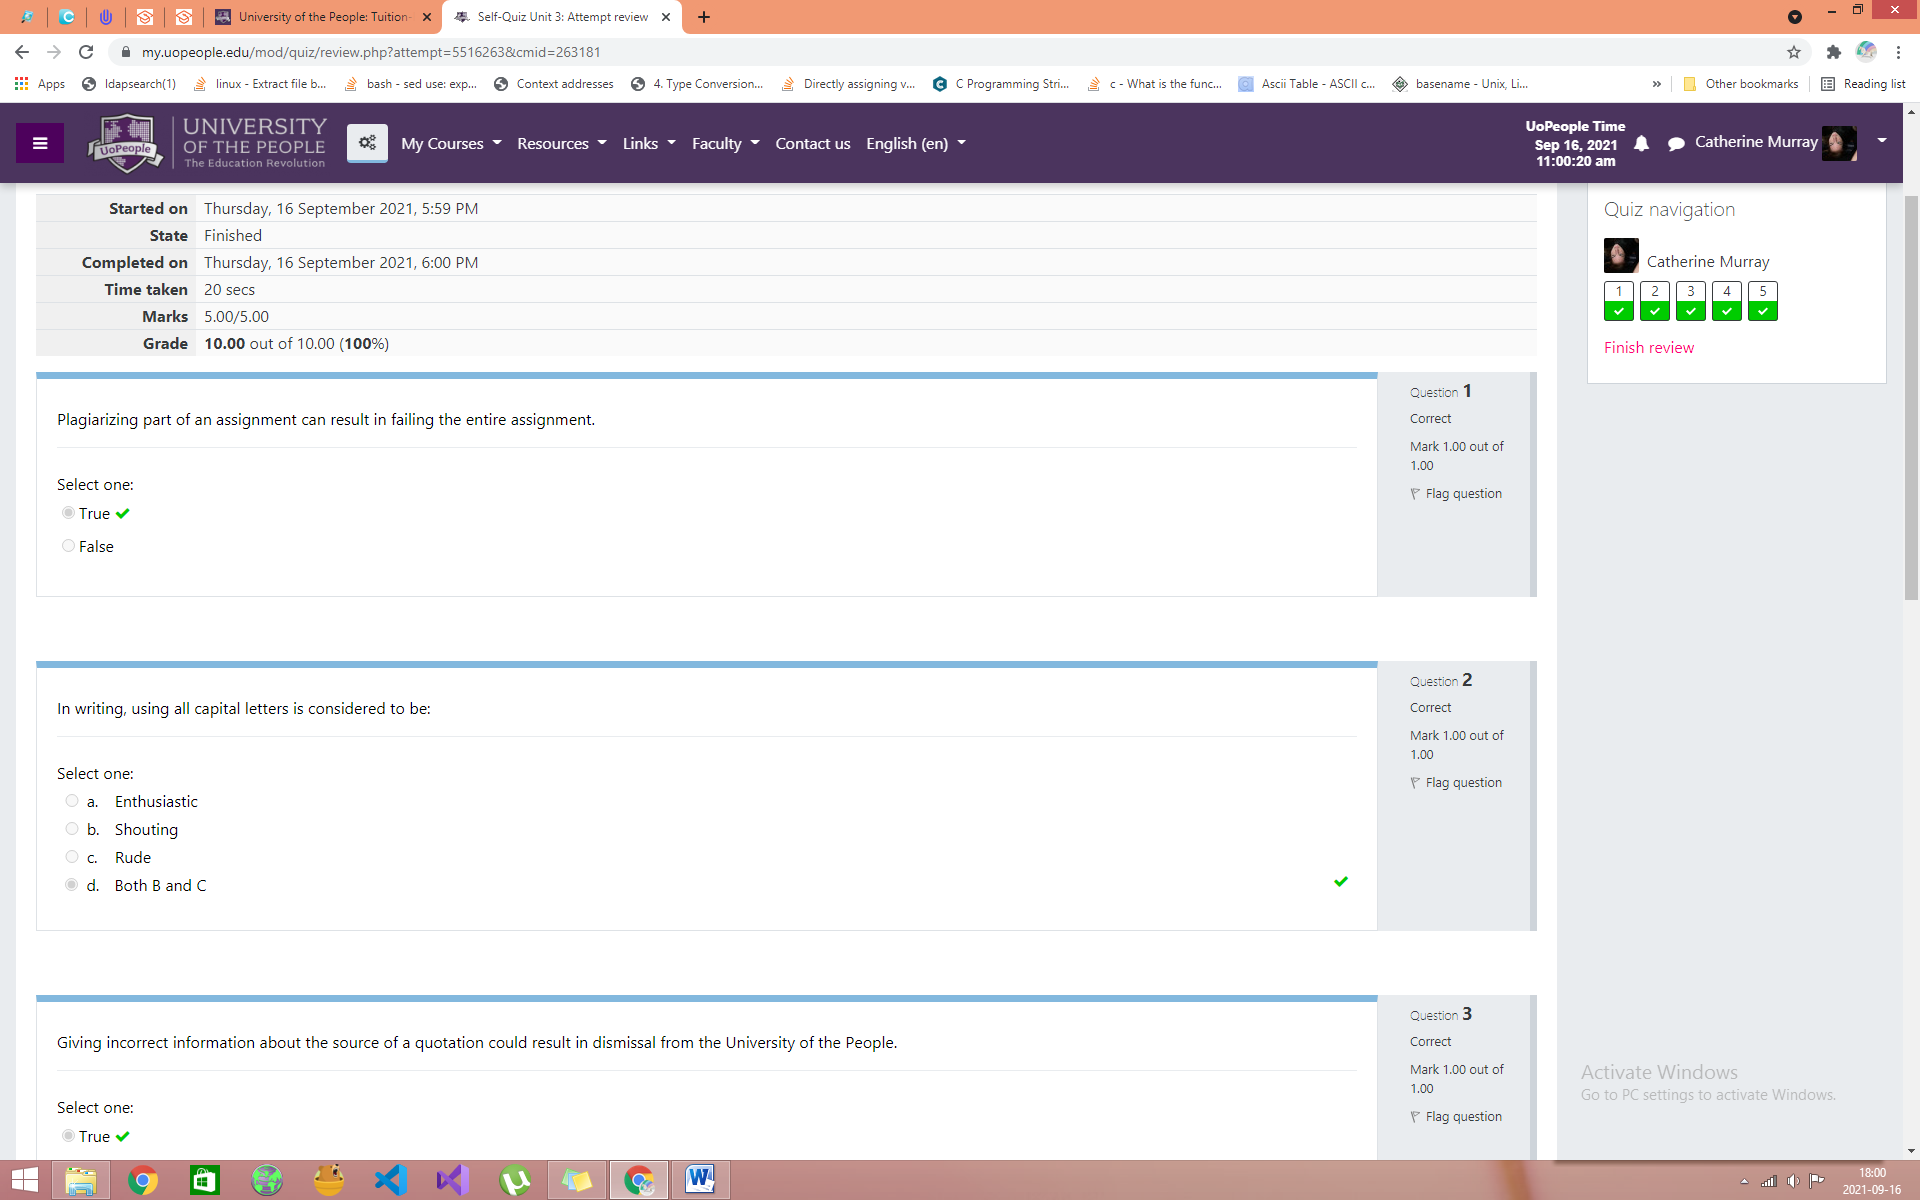 University of the People: Tuition-
Self-Quiz Unit 3: Attempt review
my.uopeople.edu/mod/quiz/review.php?attempt=5516263&cmid=263181
Apps ldapsearch(1) linux - Extract file b... bash - sed use: exp... Context addresses 4. Type Conversion... Directly assigning v... C Programming Stri... c - What is the func... Ascii Table - ASCII c... basename - Unix, Li... » Other bookmarks Reading list
UoPeople
UNIVERSITY
OF THE PEOPLE
The Education Revolution
My Courses Resources Links Faculty Contact us English (en)
UoPeople Time
Sep 16, 2021
11:00:20 am
Catherine Murray
Started on Thursday, 16 September 2021, 5:59 PM
State Finished
Completed on Thursday, 16 September 2021, 6:00 PM
Time taken 20 secs
Marks 5.00/5.00
Grade 10.00 out of 10.00 (100%)
Quiz navigation
Catherine Murray
1 2 3 4 5
Finish review
Plagiarizing part of an assignment can result in failing the entire assignment.
Select one:
True
False
Question 1
Correct
Mark 1.00 out of
1.00
Flag question
In writing, using all capital letters is considered to be:
Select one:
a. Enthusiastic
b. Shouting
c. Rude
d. Both B and C
Question 2
Correct
Mark 1.00 out of
1.00
Flag question
Giving incorrect information about the source of a quotation could result in dismissal from the University of the People.
Select one:
True
Question 3
Correct
Mark 1.00 out of
1.00
Flag question
Activate Windows
Go to PC settings to activate Windows.
18:00
2021-09-16